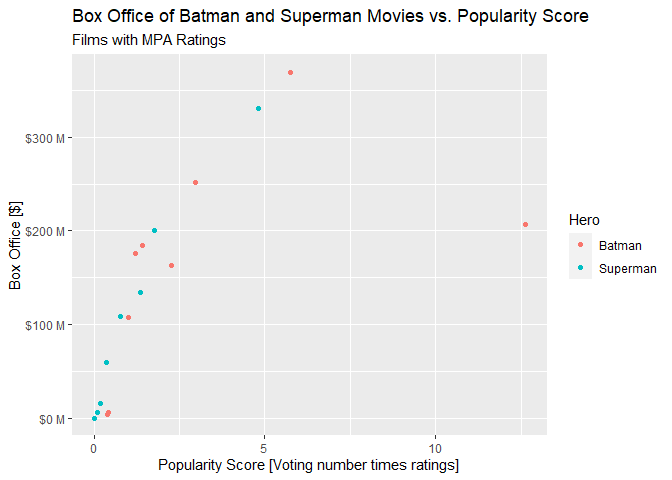 Box Office of Batman and Superman Movies vs. Popularity Score
Films with MPA Ratings
$300 M
$200 M
$100 M
$0 M
Box Office [$]
0
5
10
Popularity Score [Voting number times ratings]
Hero
Batman
Superman